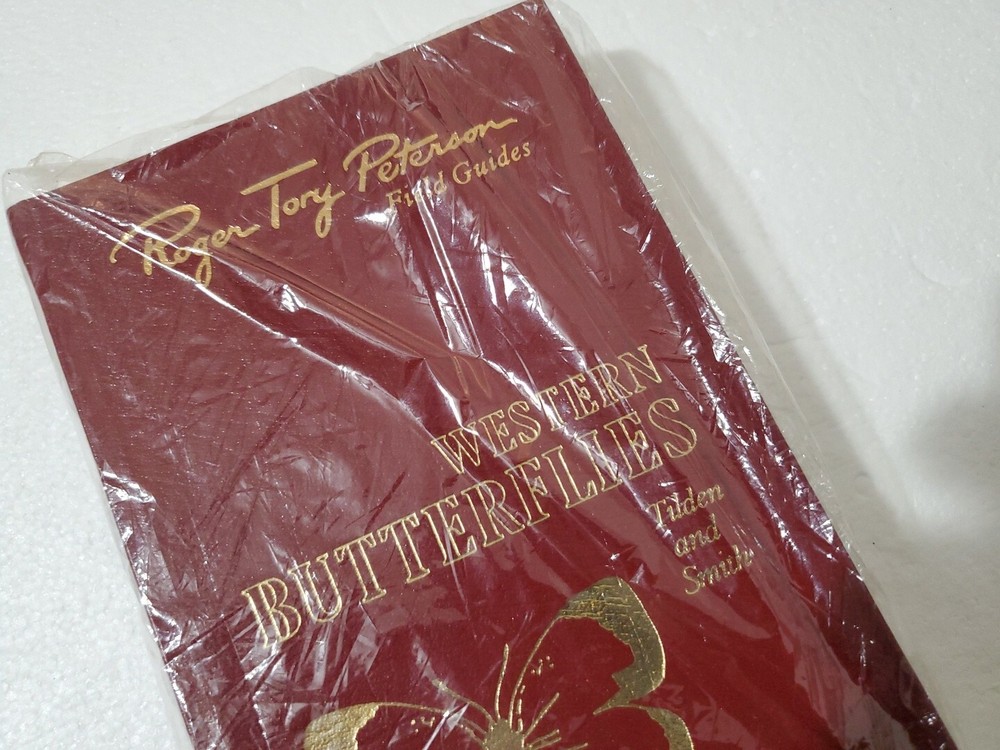 Roger Tory Peterson
Field Guides
WESTERN
BUTTERFLIES
Tilden
and
Smith